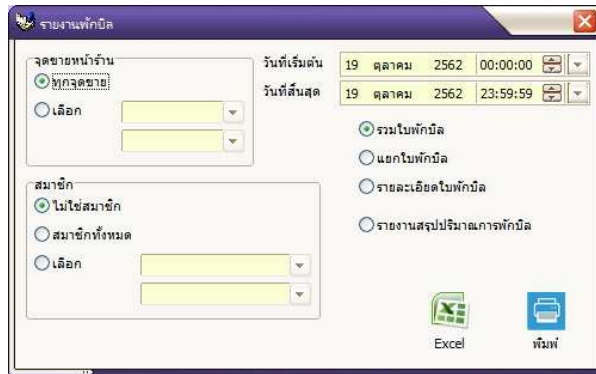 รายงานพักบิล
จุดขายหน้าร้าน
ทุกจุดขาย
เลือก
วันที่เริ่มต้น 19 ตุลาคม 2562 00:00:00
วันที่สิ้นสุด 19 ตุลาคม 2562 23:59:59
รวมใบพักบิล
แยกใบพักบิล
รายละเอียดใบพักบิล
รายงานสรุปปริมาณการพักบิล
สมาชิก
ไม่ใช่สมาชิก
สมาชิกทั้งหมด
เลือก
Excel
พิมพ์